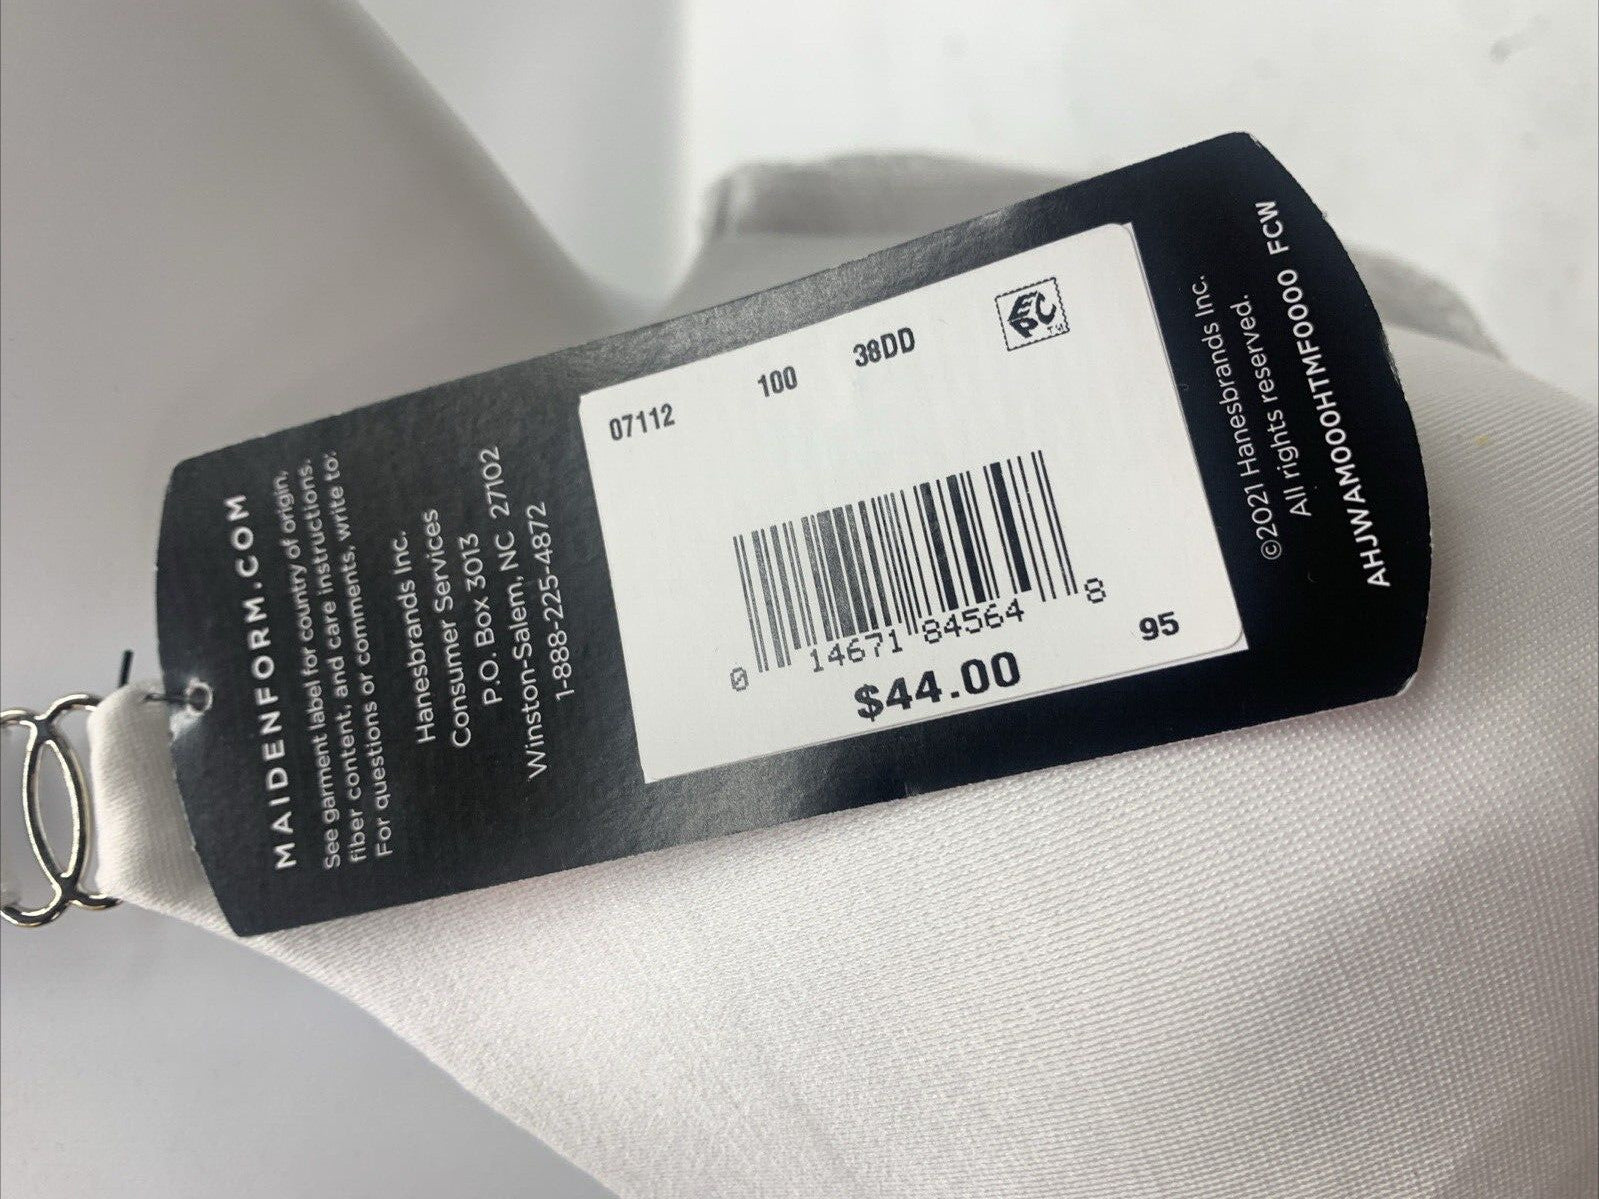 MAIDENFORM.COM
See garment label for country of origin,
fiber content, and care instructions.
For questions or comments, write to:
Hanesbrands Inc.
Consumer Services
P.O. Box 3013
Winston-Salem, NC 27102
1-888-225-4872
07112 100 38DD
EPC TM
0 14671 84564 8
$44.00 95
©2021 Hanesbrands Inc.
All rights reserved.
AHJWAM000HTMF0000 FCW